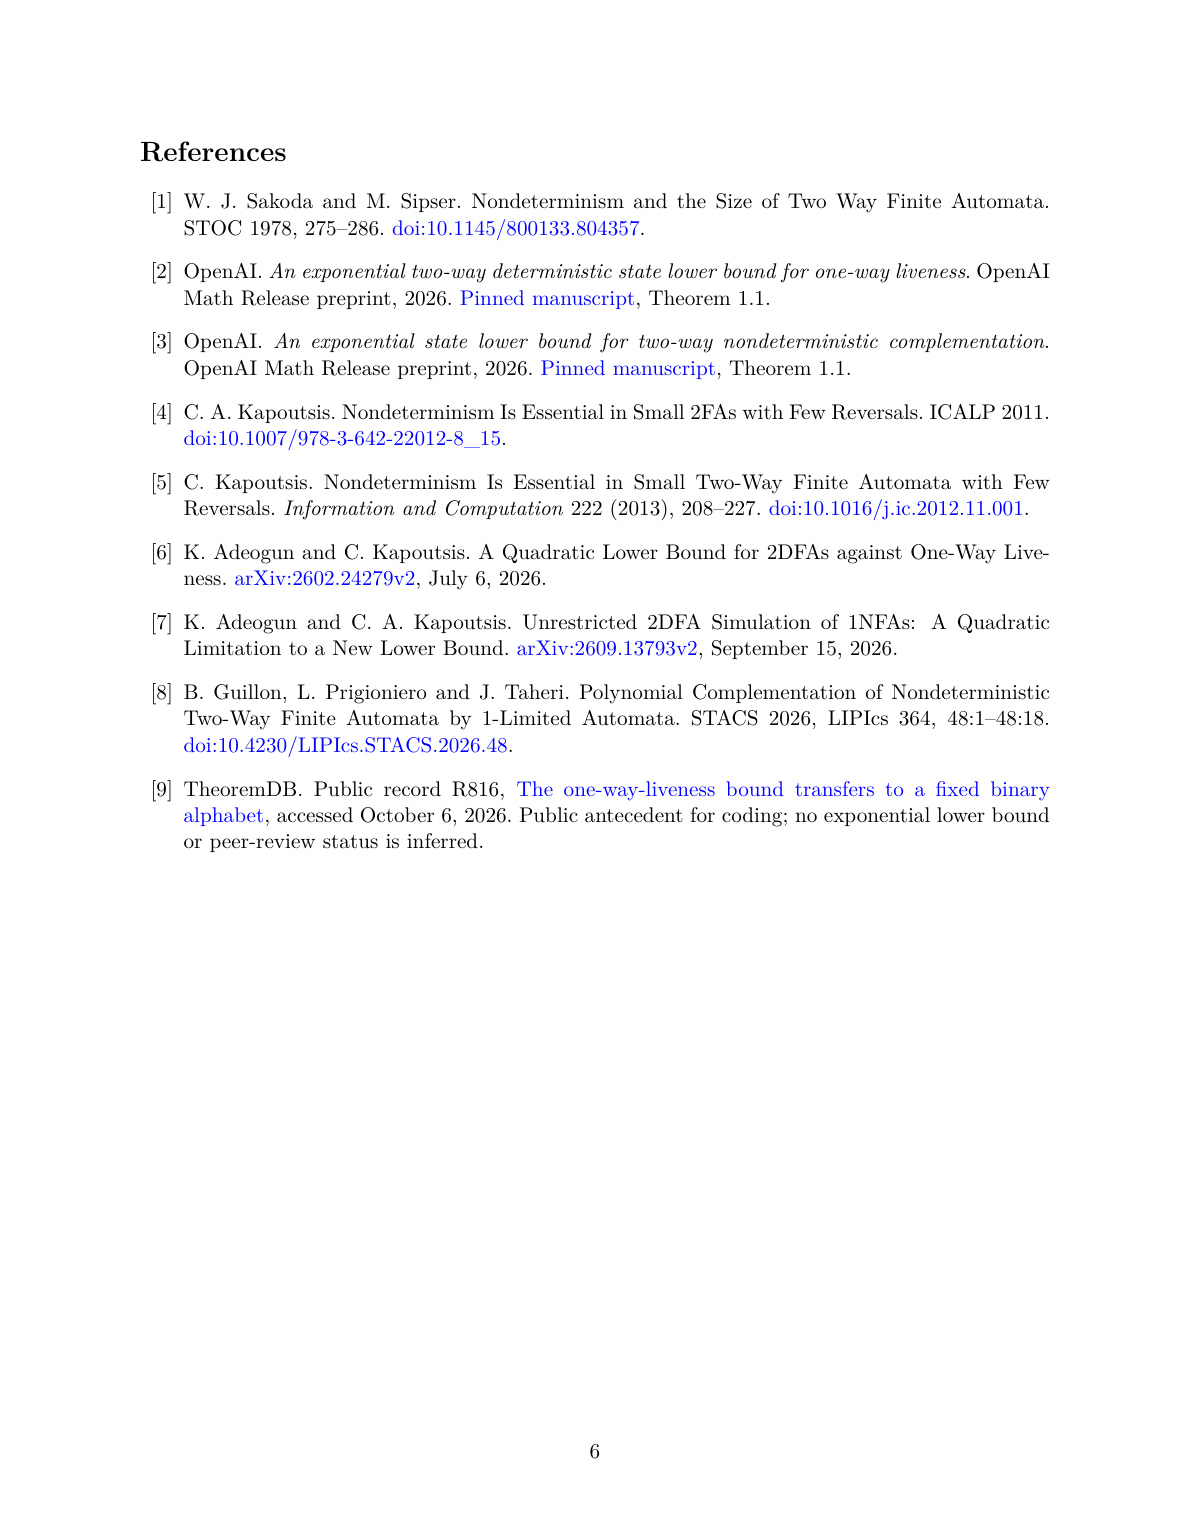 References
[1] W. J. Sakoda and M. Sipser. Nondeterminism and the Size of Two Way Finite Automata.
STOC 1978, 275–286. doi:10.1145/800133.804357.
[2] OpenAI. An exponential two-way deterministic state lower bound for one-way liveness. OpenAI
Math Release preprint, 2026. Pinned manuscript, Theorem 1.1.
[3] OpenAI. An exponential state lower bound for two-way nondeterministic complementation.
OpenAI Math Release preprint, 2026. Pinned manuscript, Theorem 1.1.
[4] C. A. Kapoutsis. Nondeterminism Is Essential in Small 2FAs with Few Reversals. ICALP 2011.
doi:10.1007/978-3-642-22012-8_15.
[5] C. Kapoutsis. Nondeterminism Is Essential in Small Two-Way Finite Automata with Few
Reversals. Information and Computation 222 (2013), 208–227. doi:10.1016/j.ic.2012.11.001.
[6] K. Adeogun and C. Kapoutsis. A Quadratic Lower Bound for 2DFAs against One-Way Live-
ness. arXiv:2602.24279v2, July 6, 2026.
[7] K. Adeogun and C. A. Kapoutsis. Unrestricted 2DFA Simulation of 1NFAs: A Quadratic
Limitation to a New Lower Bound. arXiv:2609.13793v2, September 15, 2026.
[8] B. Guillon, L. Prigioniero and J. Taheri. Polynomial Complementation of Nondeterministic
Two-Way Finite Automata by 1-Limited Automata. STACS 2026, LIPIcs 364, 48:1–48:18.
doi:10.4230/LIPIcs.STACS.2026.48.
[9] TheoremDB. Public record R816, The one-way-liveness bound transfers to a fixed binary
alphabet, accessed October 6, 2026. Public antecedent for coding; no exponential lower bound
or peer-review status is inferred.
6